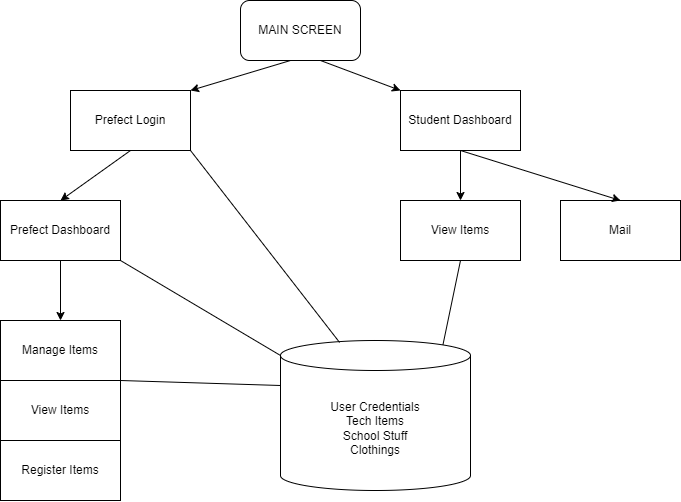 MAIN SCREEN
Prefect Login
Student Dashboard
Prefect Dashboard
View Items
Mail
Manage Items
View Items
Register Items
User Credentials
Tech Items
School Stuff
Clothings